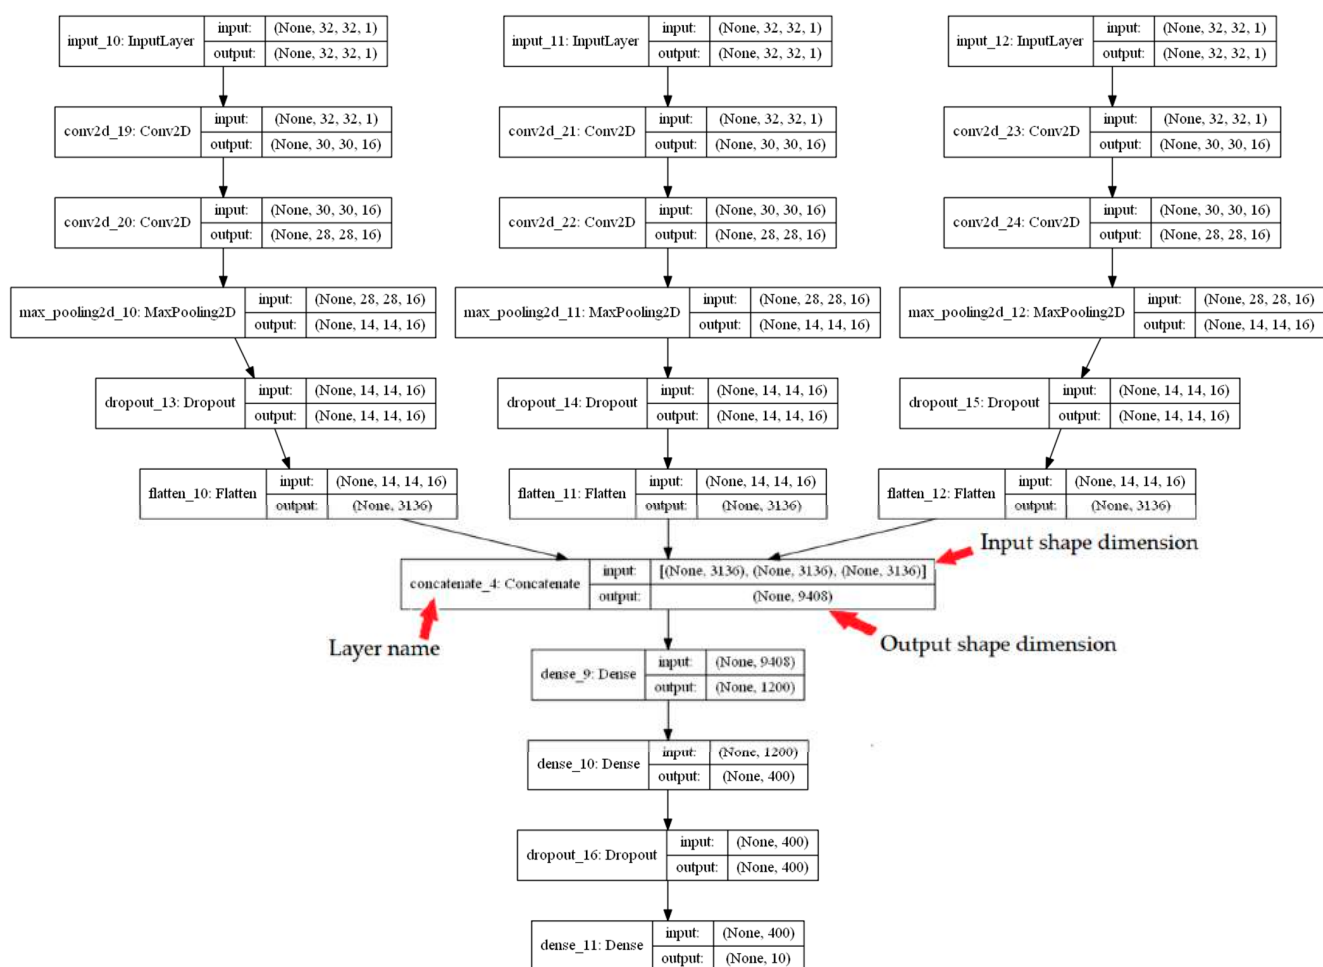 input_10: InputLayer input: (None, 32, 32, 1)
output: (None, 32, 32, 1)
input_11: InputLayer input: (None, 32, 32, 1)
output: (None, 32, 32, 1)
input_12: InputLayer input: (None, 32, 32, 1)
output: (None, 32, 32, 1)
conv2d_19: Conv2D input: (None, 32, 32, 1)
output: (None, 30, 30, 16)
conv2d_21: Conv2D input: (None, 32, 32, 1)
output: (None, 30, 30, 16)
conv2d_23: Conv2D input: (None, 32, 32, 1)
output: (None, 30, 30, 16)
conv2d_20: Conv2D input: (None, 30, 30, 16)
output: (None, 28, 28, 16)
conv2d_22: Conv2D input: (None, 30, 30, 16)
output: (None, 28, 28, 16)
conv2d_24: Conv2D input: (None, 30, 30, 16)
output: (None, 28, 28, 16)
max_pooling2d_10: MaxPooling2D input: (None, 28, 28, 16)
output: (None, 14, 14, 16)
max_pooling2d_11: MaxPooling2D input: (None, 28, 28, 16)
output: (None, 14, 14, 16)
max_pooling2d_12: MaxPooling2D input: (None, 28, 28, 16)
output: (None, 14, 14, 16)
dropout_13: Dropout input: (None, 14, 14, 16)
output: (None, 14, 14, 16)
dropout_14: Dropout input: (None, 14, 14, 16)
output: (None, 14, 14, 16)
dropout_15: Dropout input: (None, 14, 14, 16)
output: (None, 14, 14, 16)
flatten_10: Flatten input: (None, 14, 14, 16)
output: (None, 3136)
flatten_11: Flatten input: (None, 14, 14, 16)
output: (None, 3136)
flatten_12: Flatten input: (None, 14, 14, 16)
output: (None, 3136)
Input shape dimension
concatenate_4: Concatenate input: [(None, 3136), (None, 3136), (None, 3136)]
output: (None, 9408)
Layer name
Output shape dimension
dense_9: Dense input: (None, 9408)
output: (None, 1200)
dense_10: Dense input: (None, 1200)
output: (None, 400)
dropout_16: Dropout input: (None, 400)
output: (None, 400)
dense_11: Dense input: (None, 400)
output: (None, 10)